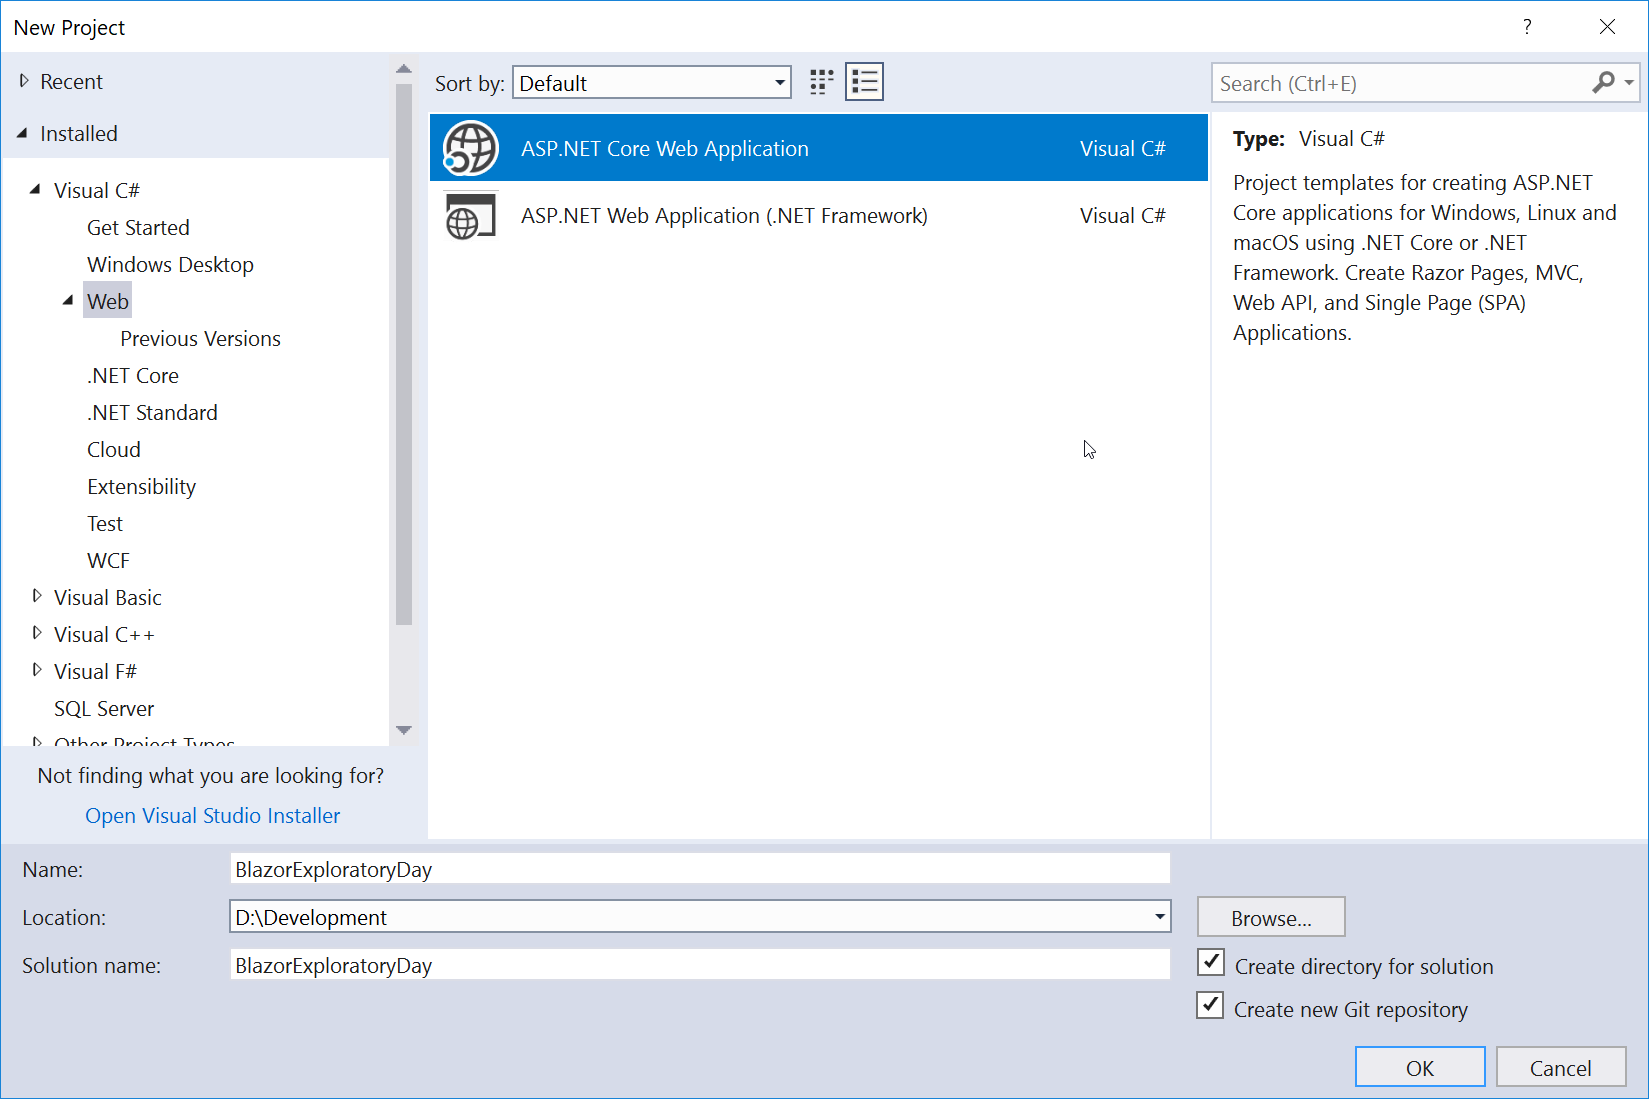 New Project
?
Recent
Installed
Visual C#
Get Started
Windows Desktop
Web
Previous Versions
.NET Core
.NET Standard
Cloud
Extensibility
Test
WCF
Visual Basic
Visual C++
Visual F#
SQL Server
Other Project Types
Not finding what you are looking for?
Open Visual Studio Installer
Sort by: Default
ASP.NET Core Web Application Visual C#
ASP.NET Web Application (.NET Framework) Visual C#
Search (Ctrl+E)
Type: Visual C#
Project templates for creating ASP.NET
Core applications for Windows, Linux and
macOS using .NET Core or .NET
Framework. Create Razor Pages, MVC,
Web API, and Single Page (SPA)
Applications.
Name: BlazorExploratoryDay
Location: D:\Development
Browse...
Solution name: BlazorExploratoryDay
Create directory for solution
Create new Git repository
OK Cancel